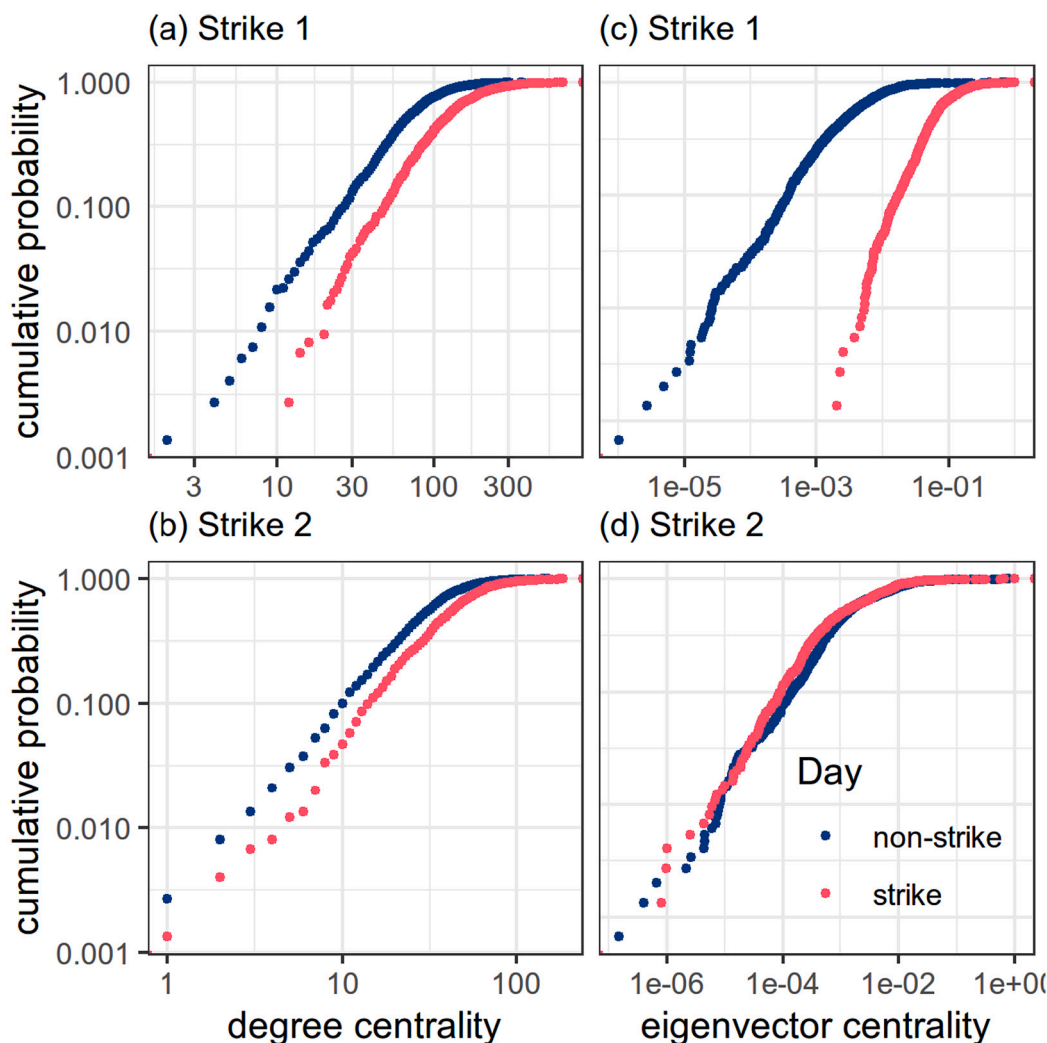 (a) Strike 1
(c) Strike 1
cumulative probability
1.000
0.100
0.010
0.001
3 10 30 100 300
1e-05 1e-03 1e-01
(b) Strike 2
(d) Strike 2
cumulative probability
1.000
0.100
0.010
0.001
Day
non-strike
strike
1 10 100
1e-06 1e-04 1e-02 1e+0
degree centrality
eigenvector centrality